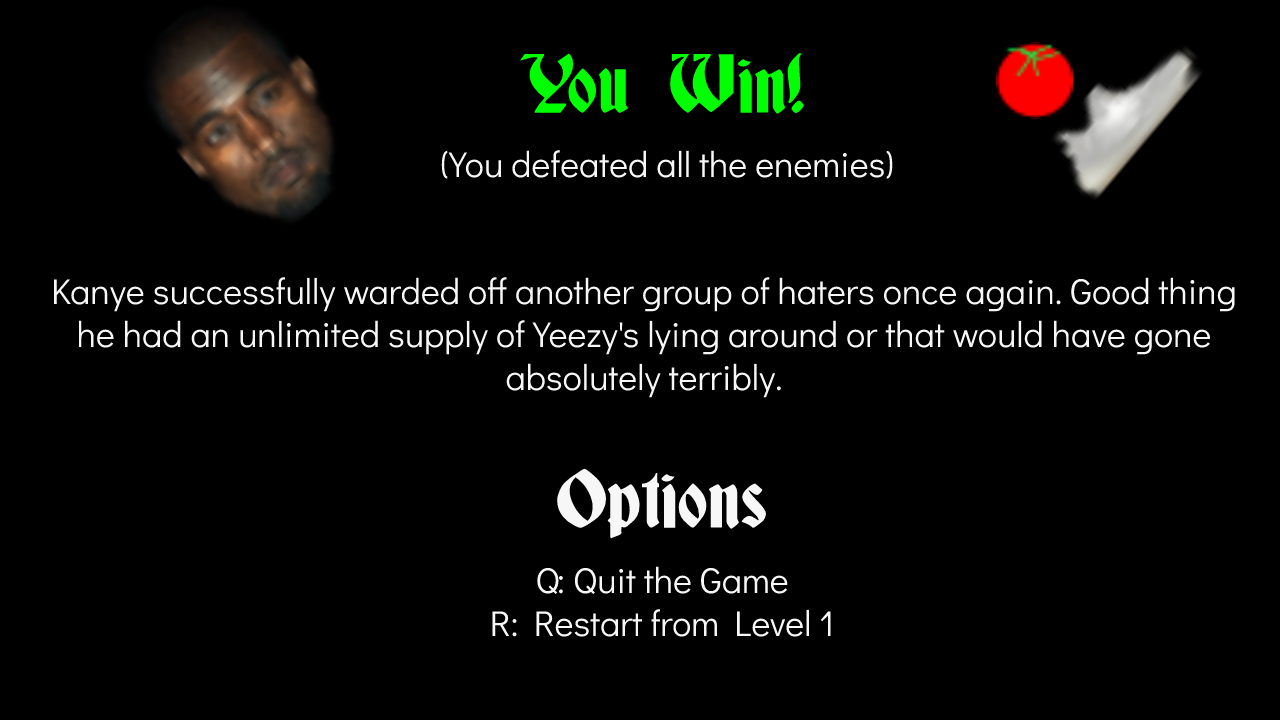 You Win!
(You defeated all the enemies)
Kanye successfully warded off another group of haters once again. Good thing
he had an unlimited supply of Yeezy's lying around or that would have gone
absolutely terribly.
Options
Q: Quit the Game
R: Restart from Level 1